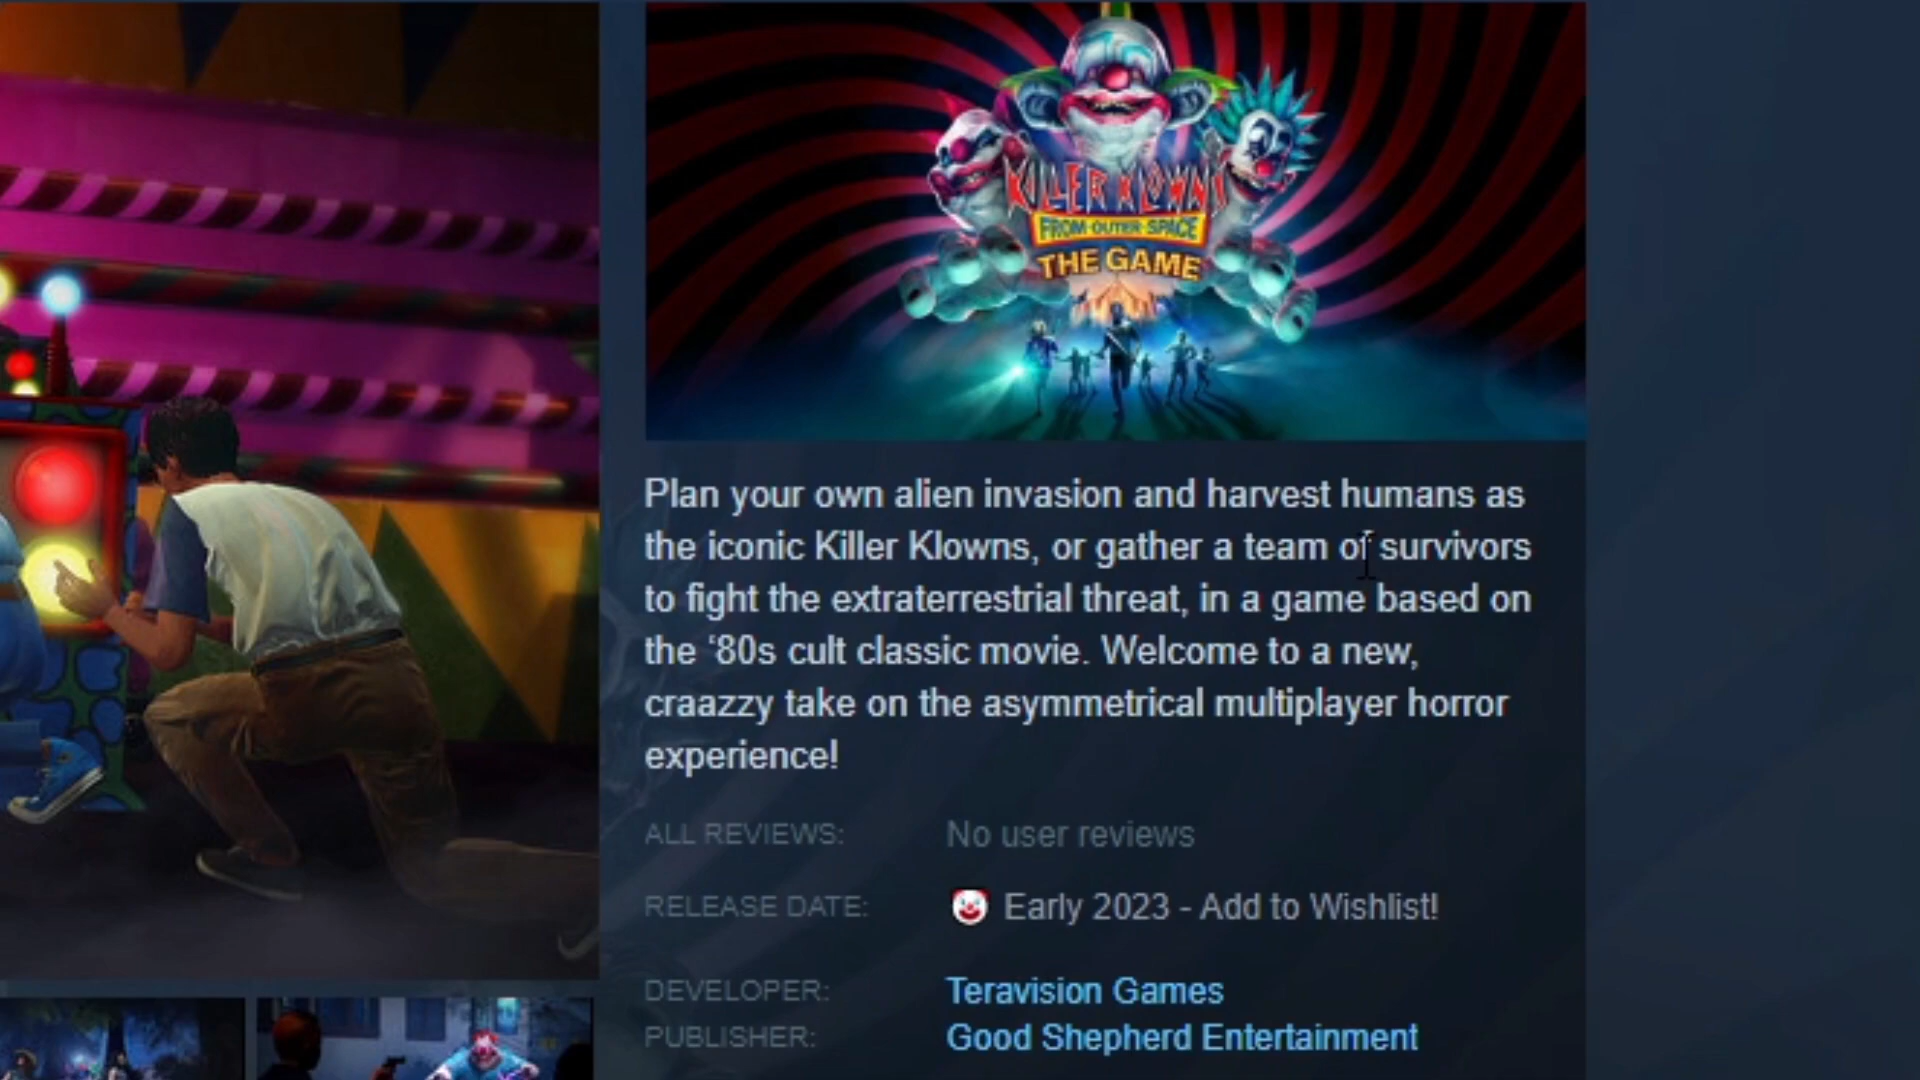 KILLER KLOWNS
FROM OUTER SPACE
THE GAME
Plan your own alien invasion and harvest humans as
the iconic Killer Klowns, or gather a team of survivors
to fight the extraterrestrial threat, in a game based on
the ‘80s cult classic movie. Welcome to a new,
craazzy take on the asymmetrical multiplayer horror
experience!
ALL REVIEWS: No user reviews
RELEASE DATE: 🤡 Early 2023 - Add to Wishlist!
DEVELOPER: Teravision Games
PUBLISHER: Good Shepherd Entertainment